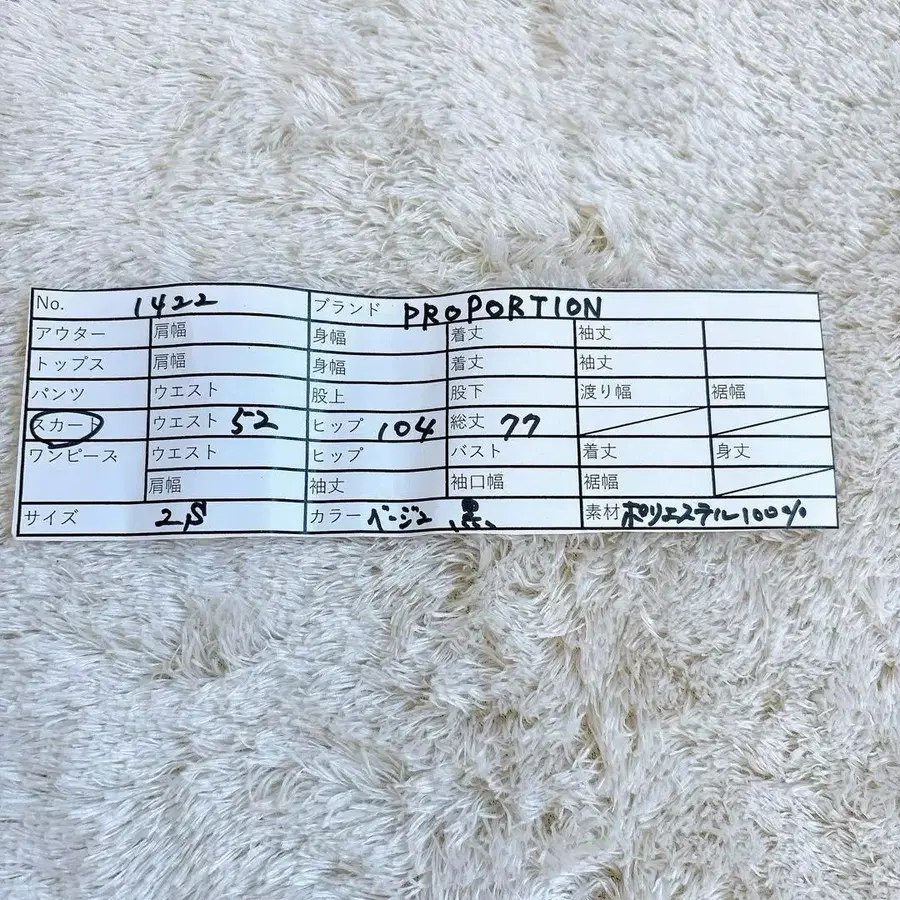 No. 1422 ブランド PROPORTION
アウター 肩幅 身幅 着丈 袖丈
トップス 肩幅 身幅 着丈 袖丈
パンツ ウエスト 股上 股下 渡り幅 裾幅
スカート ウエスト 52 ヒップ 104 総丈 77
ワンピース ウエスト ヒップ バスト 着丈 身丈
肩幅 袖丈 袖口幅 裾幅
サイズ 2S カラー ベージュ 黒 素材 ポリエステル100%